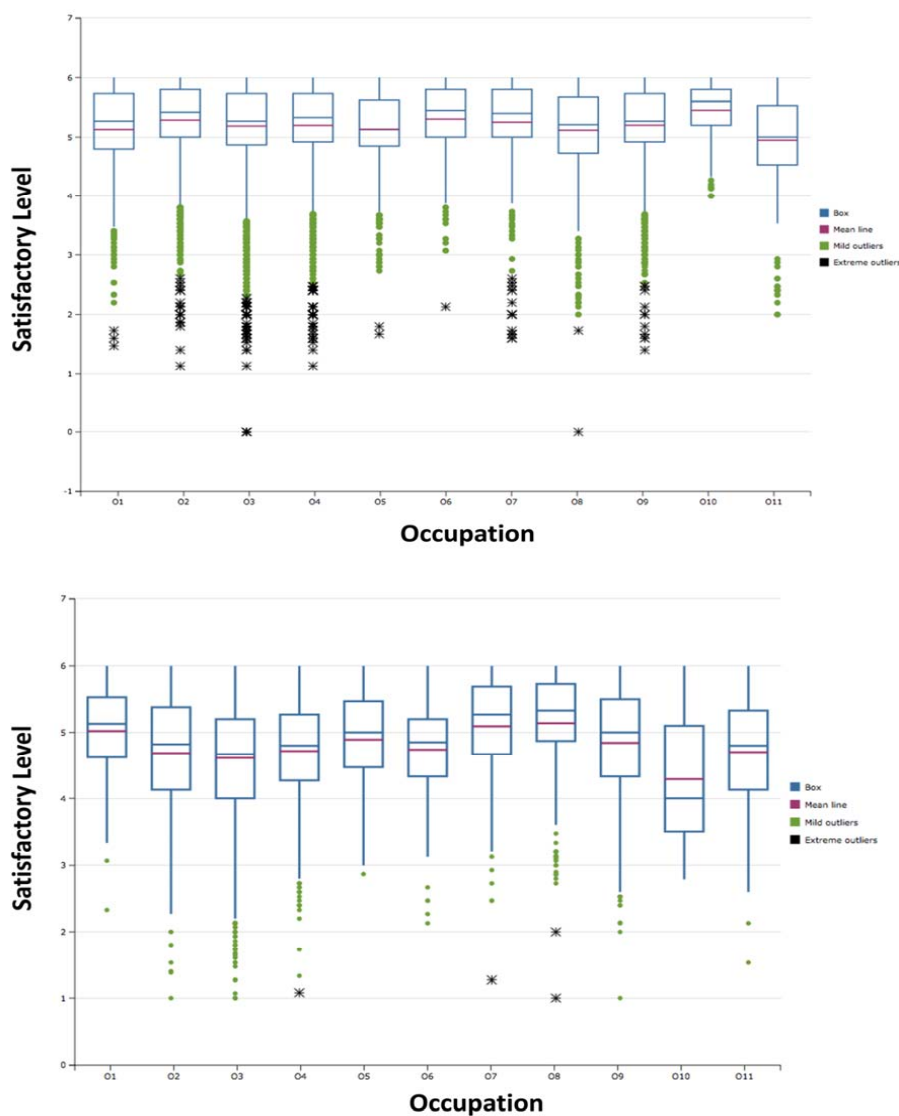 7
6
5
4
3
2
1
0
-1
Satisfactory Level
O1 O2 O3 O4 O5 O6 O7 O8 O9 O10 O11
Occupation
Box
Mean line
Mild outliers
Extreme outliers
7
6
5
4
3
2
1
0
Satisfactory Level
O1 O2 O3 O4 O5 O6 O7 O8 O9 O10 O11
Occupation
Box
Mean line
Mild outliers
Extreme outliers